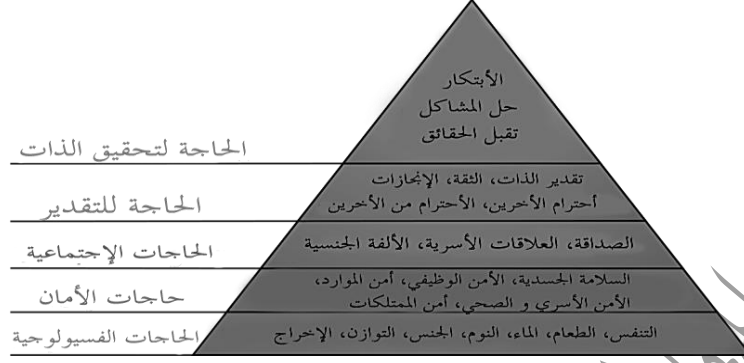 الأبتكار
حل المشاكل
تقبل الحقائق
الحاجة لتحقيق الذات
تقدير الذات، الثقة، الإنجازات
أحترام الأخرين، الأحترام من الأخرين
الحاجة للتقدير
الصداقة، العلاقات الأسرية، الألفة الجنسية
الحاجات الإجتماعية
السلامة الجسدية، الأمن الوظيفي، أمن الموارد،
الأمن الأسري و الصحي، أمن الممتلكات
حاجات الأمان
التنفس، الطعام، الماء، النوم، الجنس، التوازن، الإخراج
الحاجات الفسيولوجية